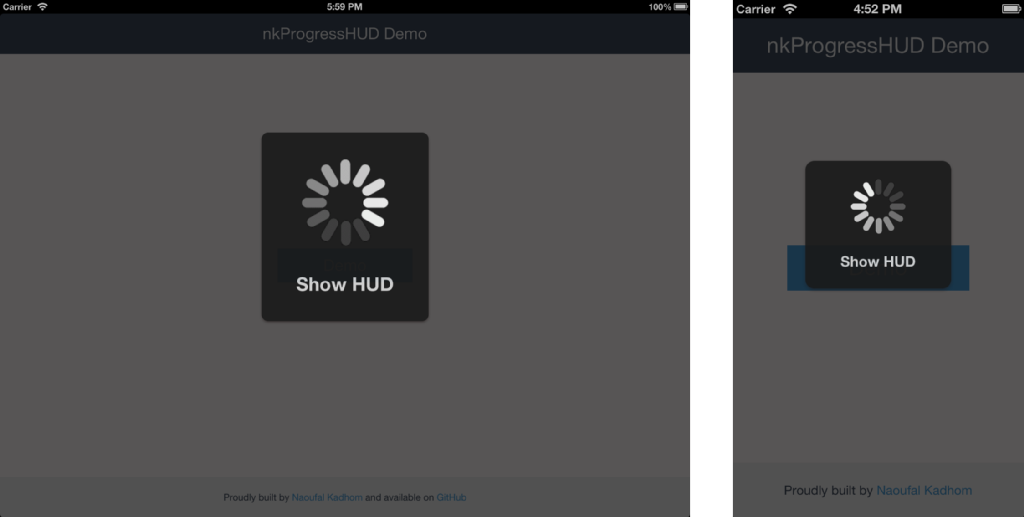 Carrier 5:59 PM 100%
nkProgressHUD Demo
Show HUD
Proudly built by Naoufal Kadhom and available on GitHub
Carrier 4:52 PM
nkProgressHUD Demo
Show HUD
Proudly built by Naoufal Kadhom